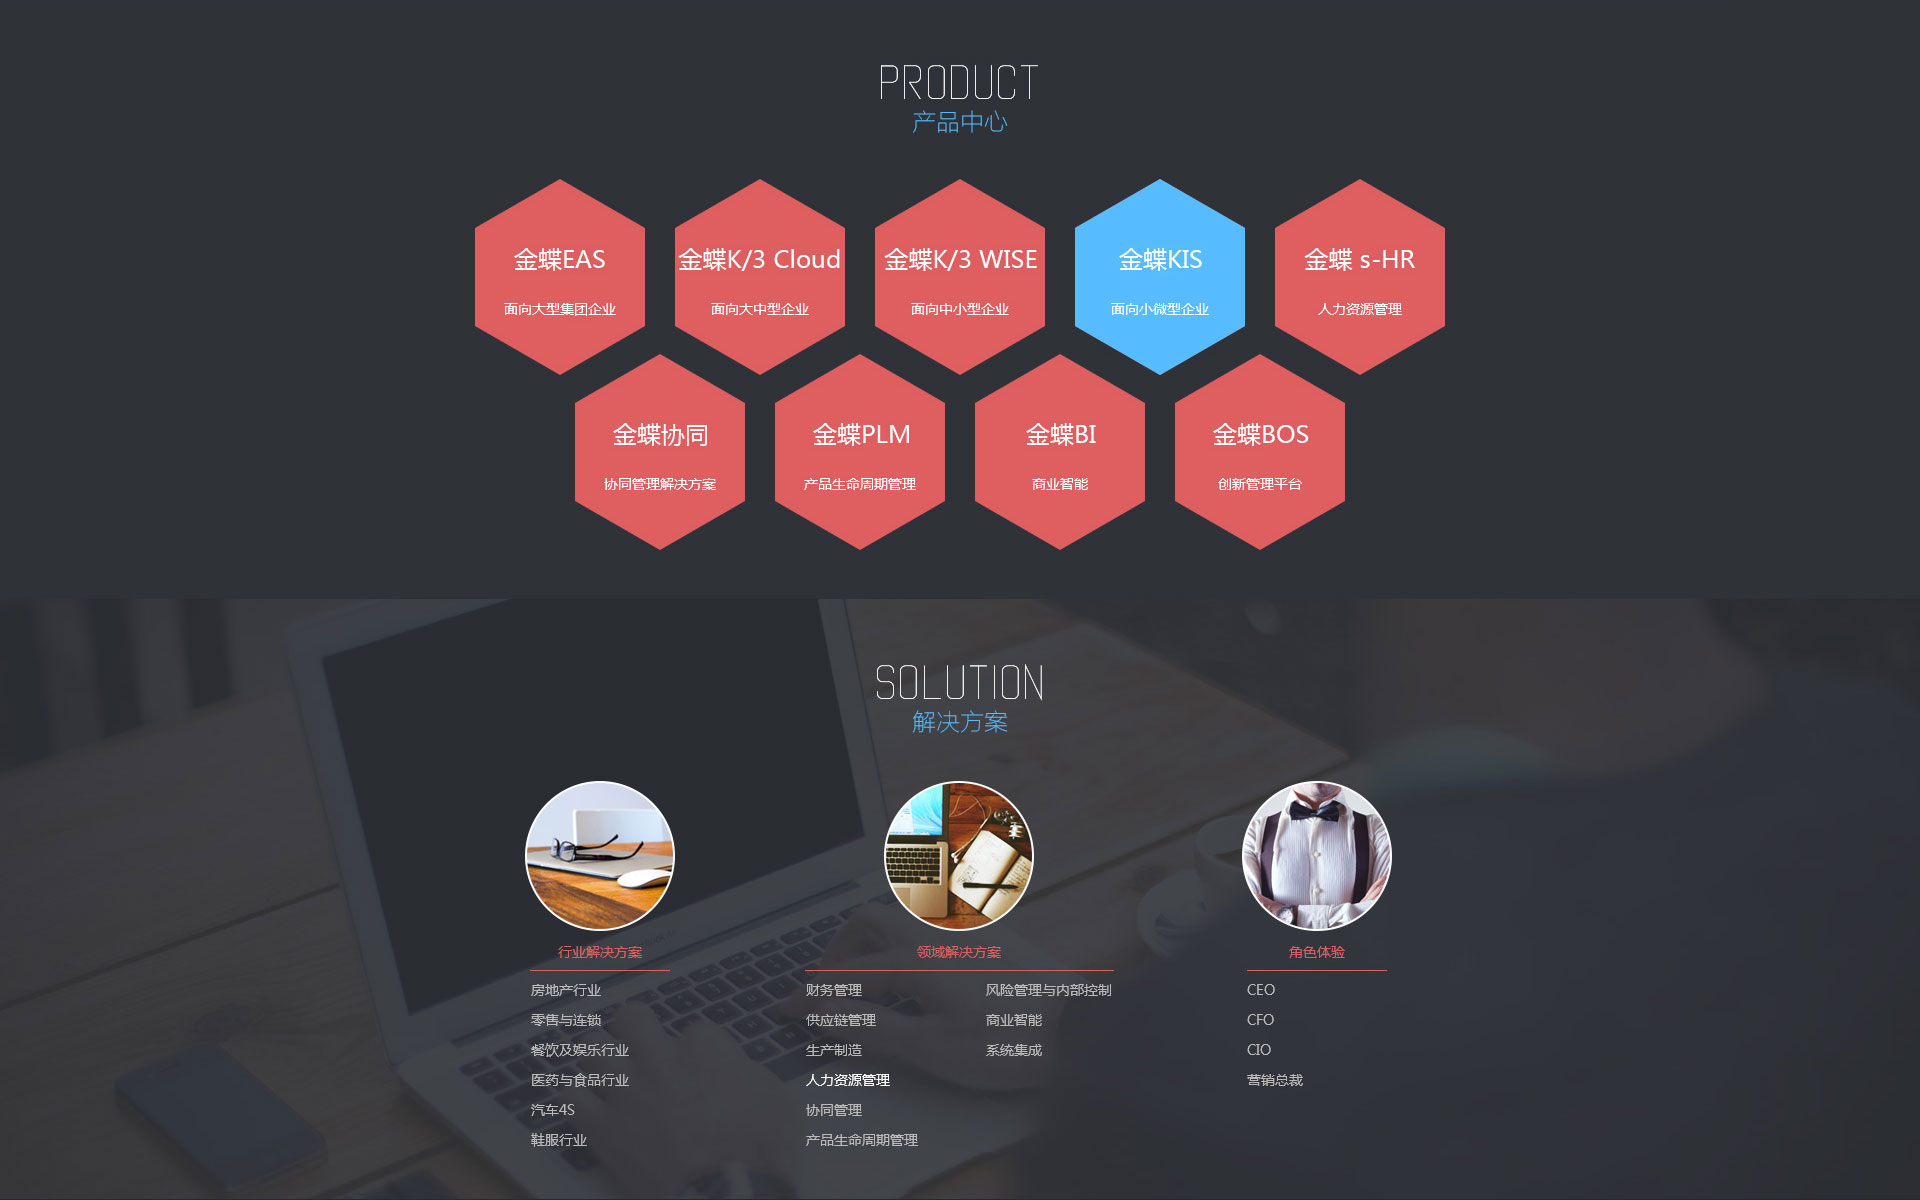 PRODUCT
产品中心
金蝶EAS
面向大型集团企业
金蝶K/3 Cloud
面向大中型企业
金蝶K/3 WISE
面向中小型企业
金蝶KIS
面向小微型企业
金蝶 s-HR
人力资源管理
金蝶协同
协同管理解决方案
金蝶PLM
产品生命周期管理
金蝶BI
商业智能
金蝶BOS
创新管理平台
SOLUTION
解决方案
行业解决方案
房地产行业
零售与连锁
餐饮及娱乐行业
医药与食品行业
汽车4S
鞋服行业
领域解决方案
财务管理
供应链管理
生产制造
人力资源管理
协同管理
产品生命周期管理
风险管理与内部控制
商业智能
系统集成
角色体验
CEO
CFO
CIO
营销总裁